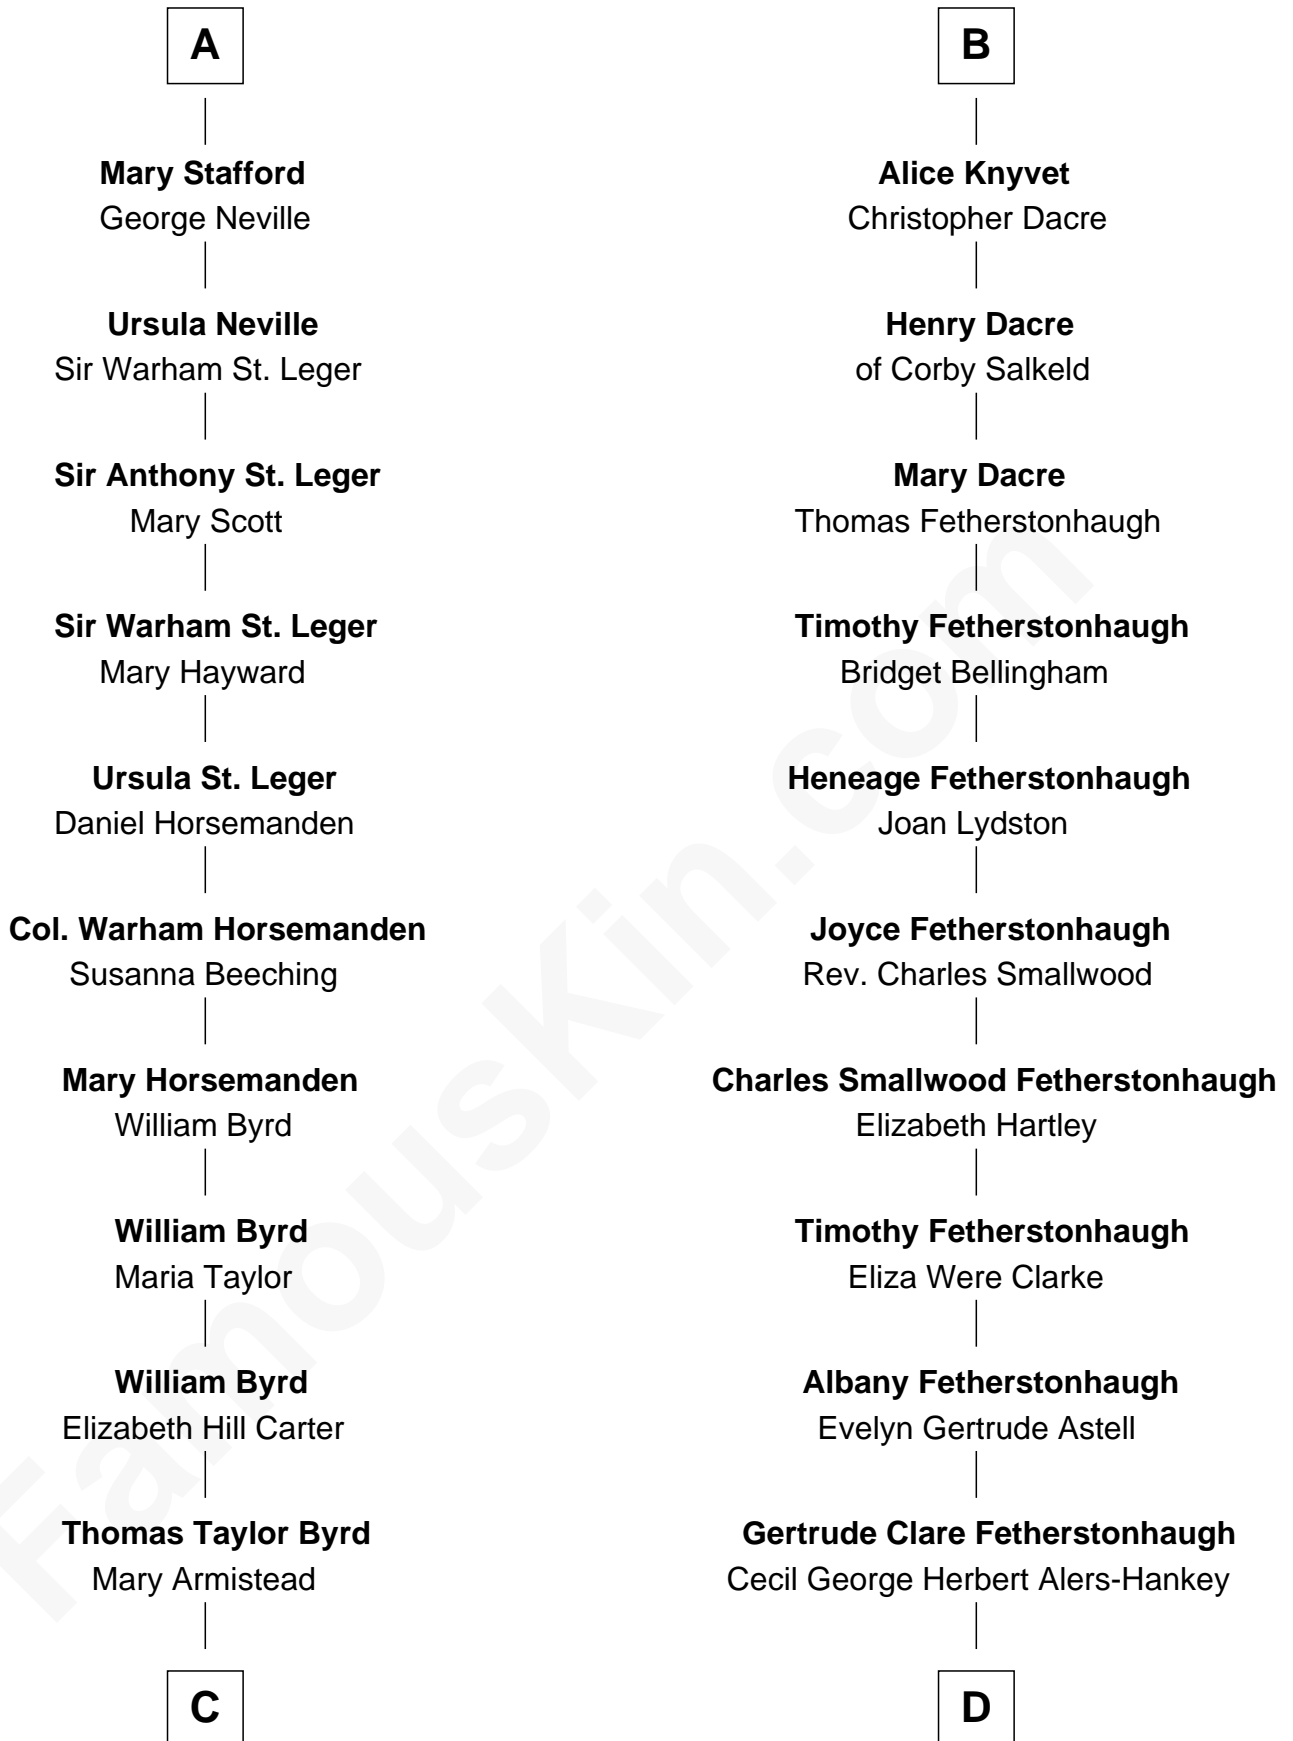 A
Mary Stafford
George Neville
Ursula Neville
Sir Warham St. Leger
Sir Anthony St. Leger
Mary Scott
Sir Warham St. Leger
Mary Hayward
Ursula St. Leger
Daniel Horsemanden
Col. Warham Horsemanden
Susanna Beeching
Mary Horsemanden
William Byrd
William Byrd
Maria Taylor
William Byrd
Elizabeth Hill Carter
Thomas Taylor Byrd
Mary Armistead
C
B
Alice Knyvet
Christopher Dacre
Henry Dacre
of Corby Salkeld
Mary Dacre
Thomas Fetherstonhaugh
Timothy Fetherstonhaugh
Bridget Bellingham
Heneage Fetherstonhaugh
Joan Lydston
Joyce Fetherstonhaugh
Rev. Charles Smallwood
Charles Smallwood Fetherstonhaugh
Elizabeth Hartley
Timothy Fetherstonhaugh
Eliza Were Clarke
Albany Fetherstonhaugh
Evelyn Gertrude Astell
Gertrude Clare Fetherstonhaugh
Cecil George Herbert Alers-Hankey
D
FamousKin.com